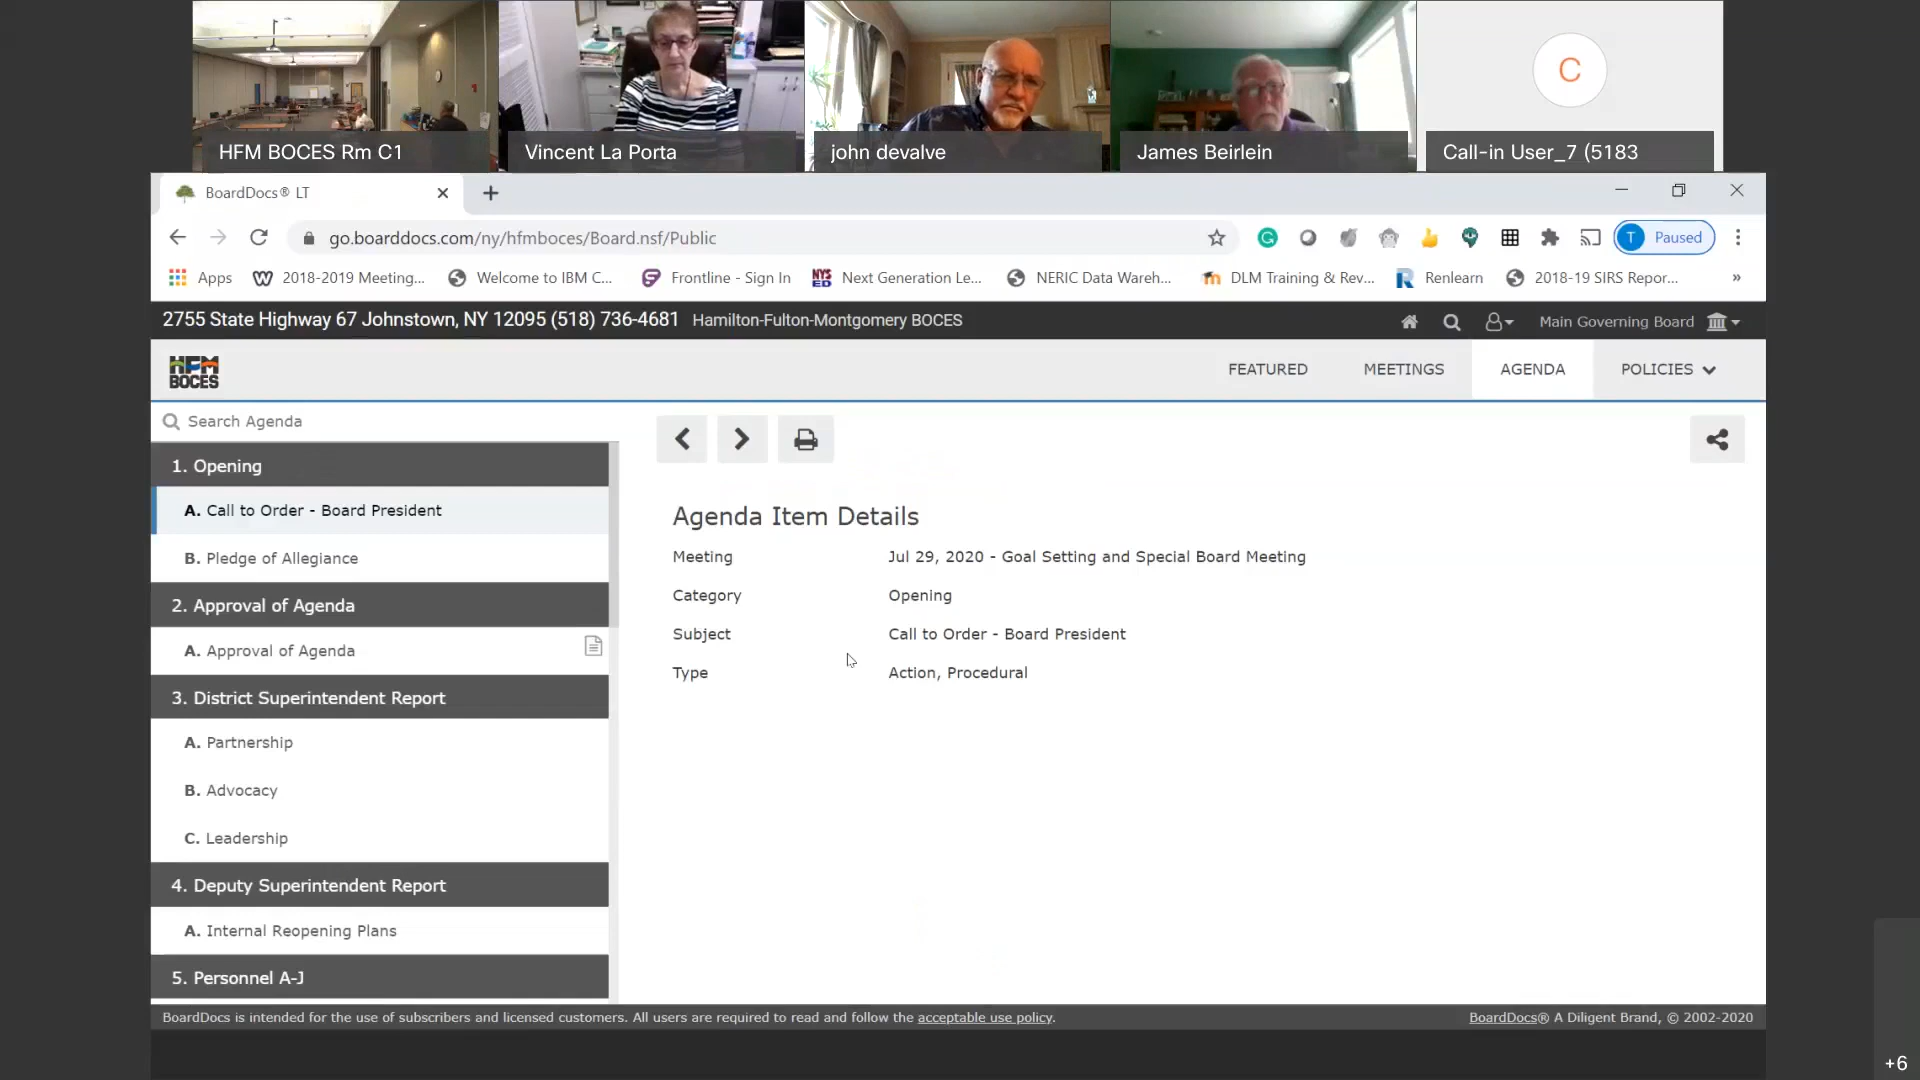 HFM BOCES Rm C1
Vincent La Porta
john devalve
James Beirlein
C
Call-in User_7 (5183
BoardDocs® LT
go.boarddocs.com/ny/hfmboces/Board.nsf/Public
T Paused
Apps
2018-2019 Meeting...
Welcome to IBM C...
Frontline - Sign In
NYS ED Next Generation Le...
NERIC Data Wareh...
DLM Training & Rev...
R Renlearn
2018-19 SIRS Repor...
»
2755 State Highway 67 Johnstown, NY 12095 (518) 736-4681 Hamilton-Fulton-Montgomery BOCES
Main Governing Board
HFM BOCES
FEATURED
MEETINGS
AGENDA
POLICIES
Search Agenda
1. Opening
A. Call to Order - Board President
B. Pledge of Allegiance
2. Approval of Agenda
A. Approval of Agenda
3. District Superintendent Report
A. Partnership
B. Advocacy
C. Leadership
4. Deputy Superintendent Report
A. Internal Reopening Plans
5. Personnel A-J
Agenda Item Details
Meeting Jul 29, 2020 - Goal Setting and Special Board Meeting
Category Opening
Subject Call to Order - Board President
Type Action, Procedural
BoardDocs is intended for the use of subscribers and licensed customers. All users are required to read and follow the acceptable use policy.
BoardDocs® A Diligent Brand, © 2002-2020
+6